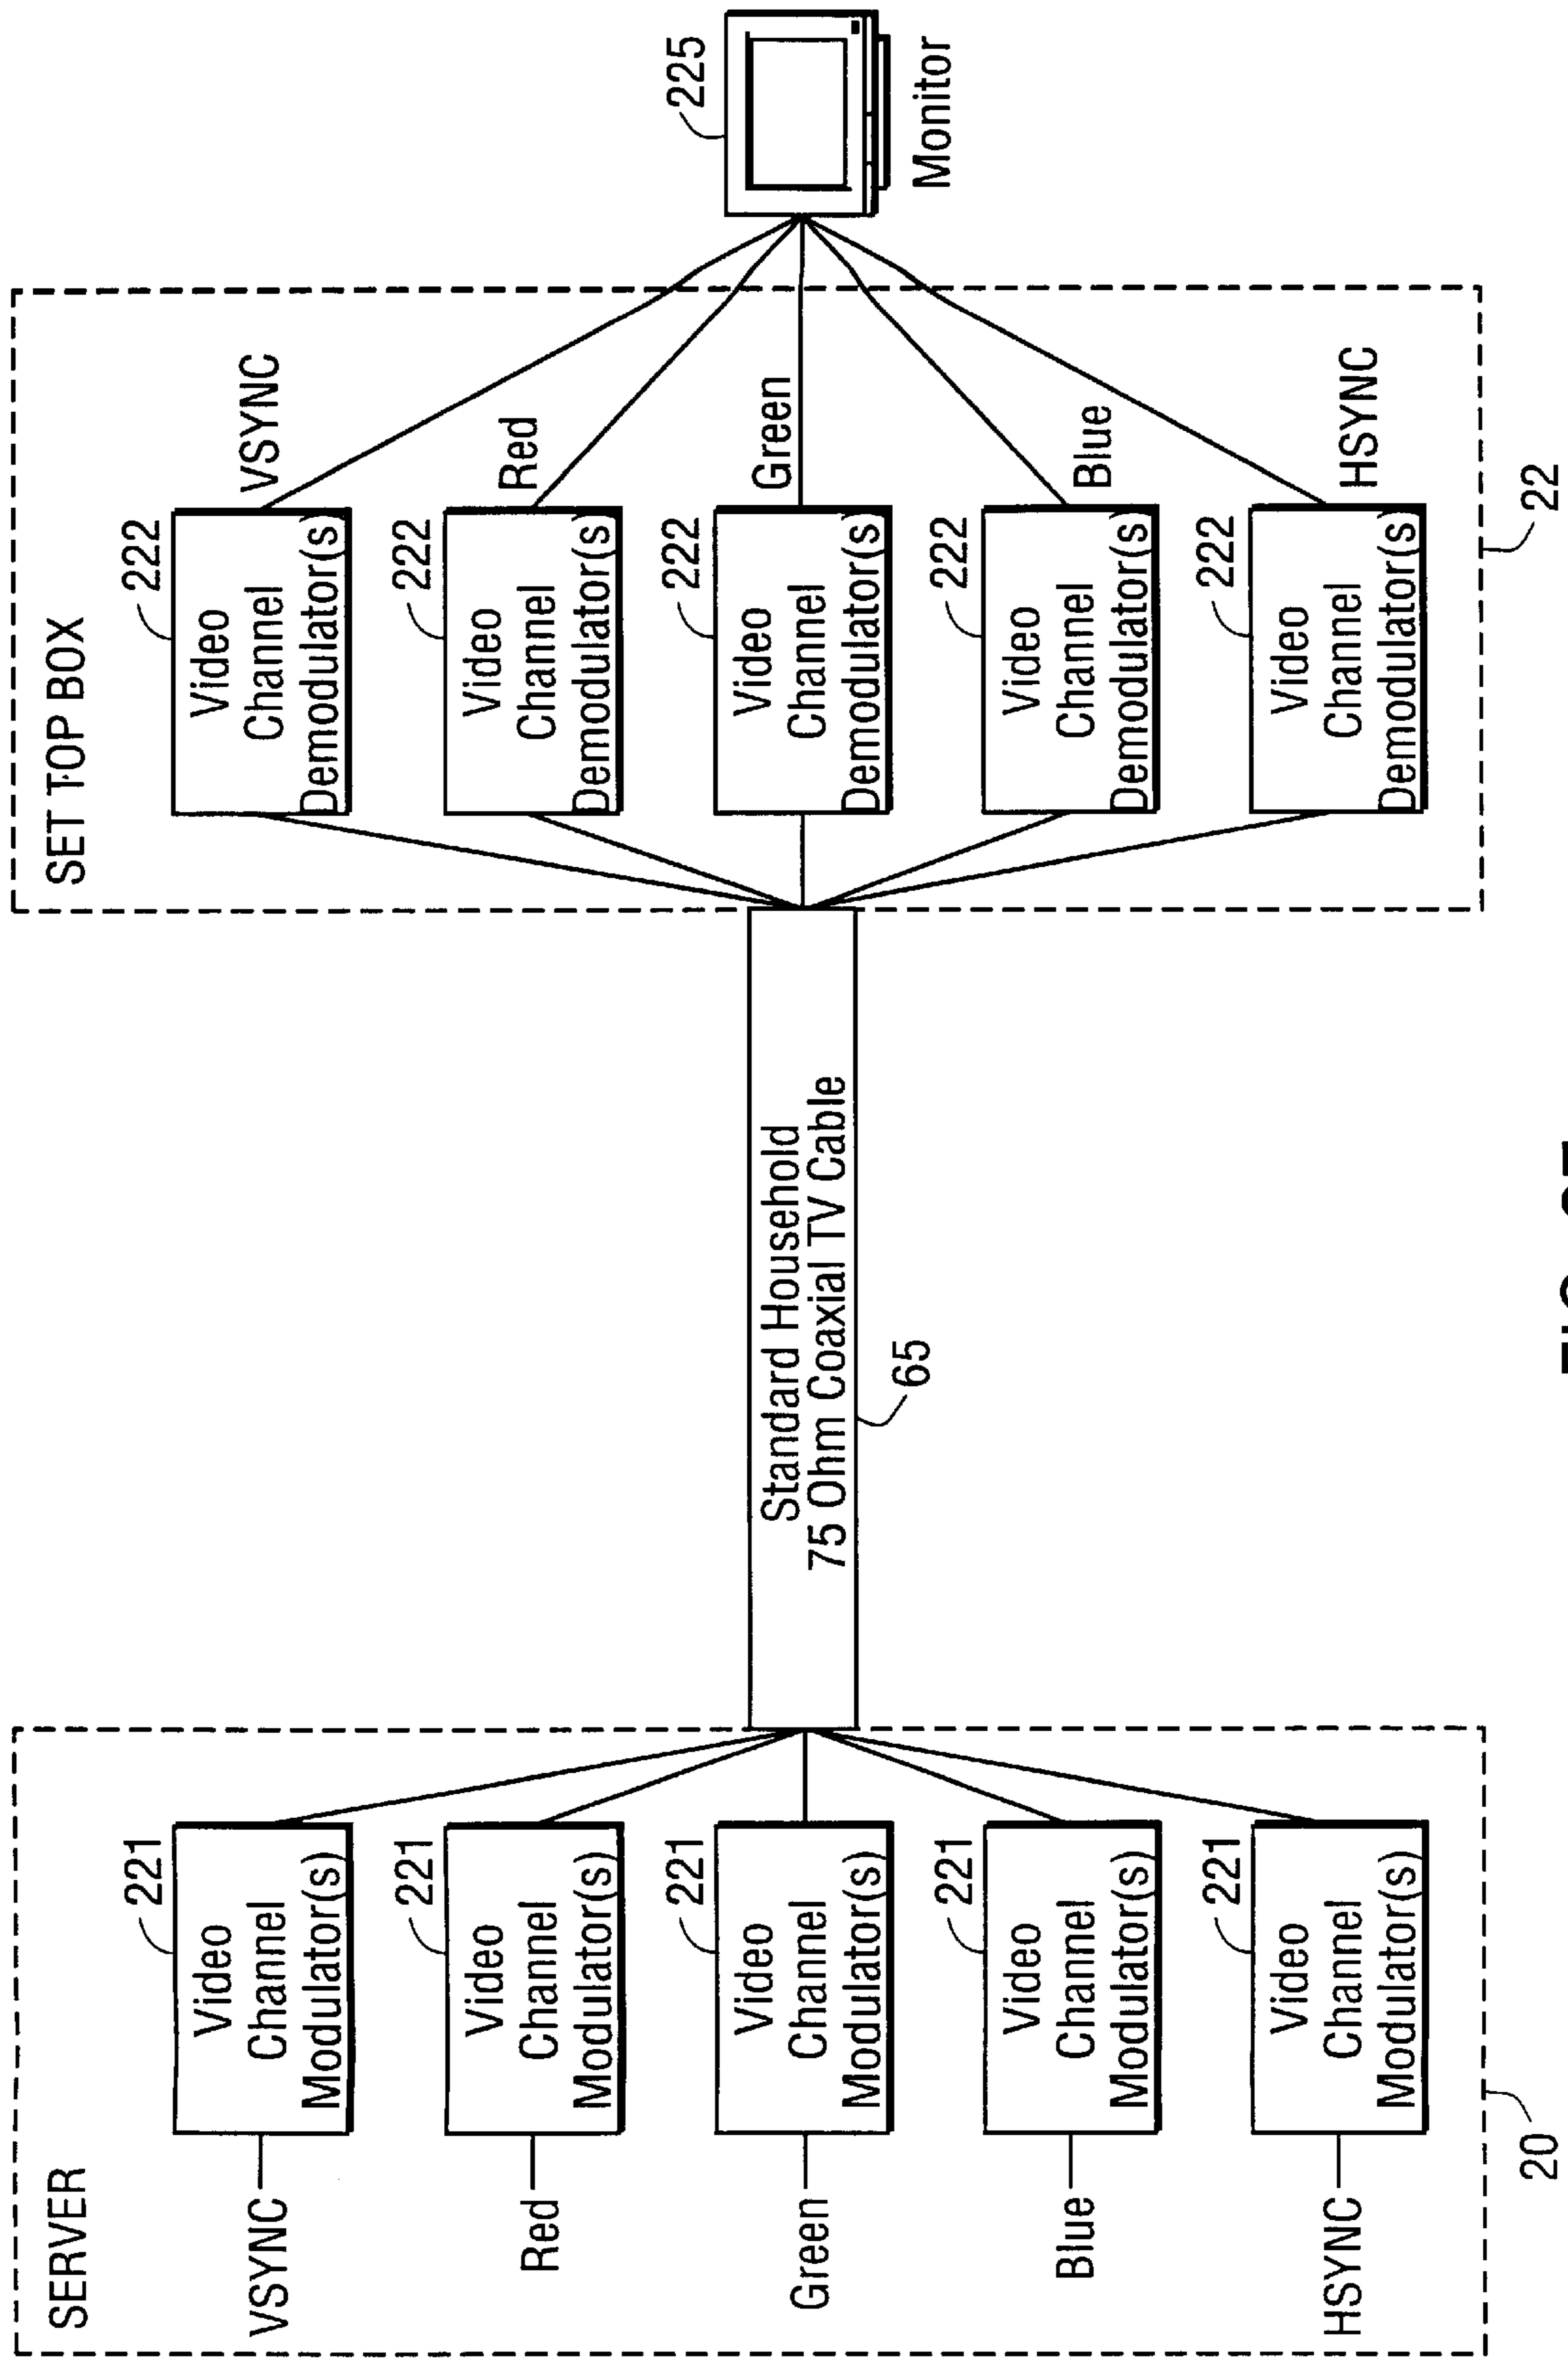 SERVER
VSYNC
221
Video
Channel
Modulator(s)
Red
221
Video
Channel
Modulator(s)
Green
221
Video
Channel
Modulator(s)
Blue
221
Video
Channel
Modulator(s)
HSYNC
221
Video
Channel
Modulator(s)
20
Standard Household
75 Ohm Coaxial TV Cable
65
SET TOP BOX
222
Video
Channel
Demodulator(s)
VSYNC
222
Video
Channel
Demodulator(s)
Red
222
Video
Channel
Demodulator(s)
Green
222
Video
Channel
Demodulator(s)
Blue
222
Video
Channel
Demodulator(s)
HSYNC
22
225
Monitor